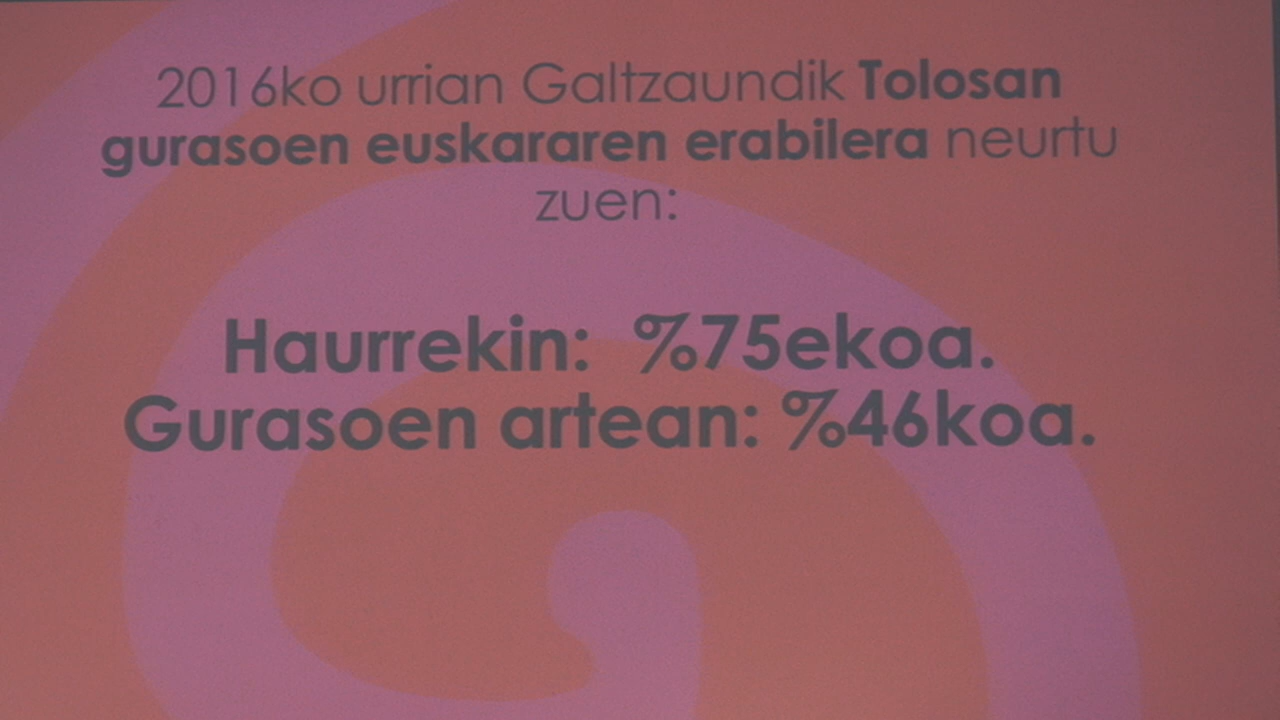 2016ko urrian Galtzaundik Tolosan
gurasoen euskararen erabilera neurtu
zuen:
Haurrekin: %75ekoa.
Gurasoen artean: %46koa.